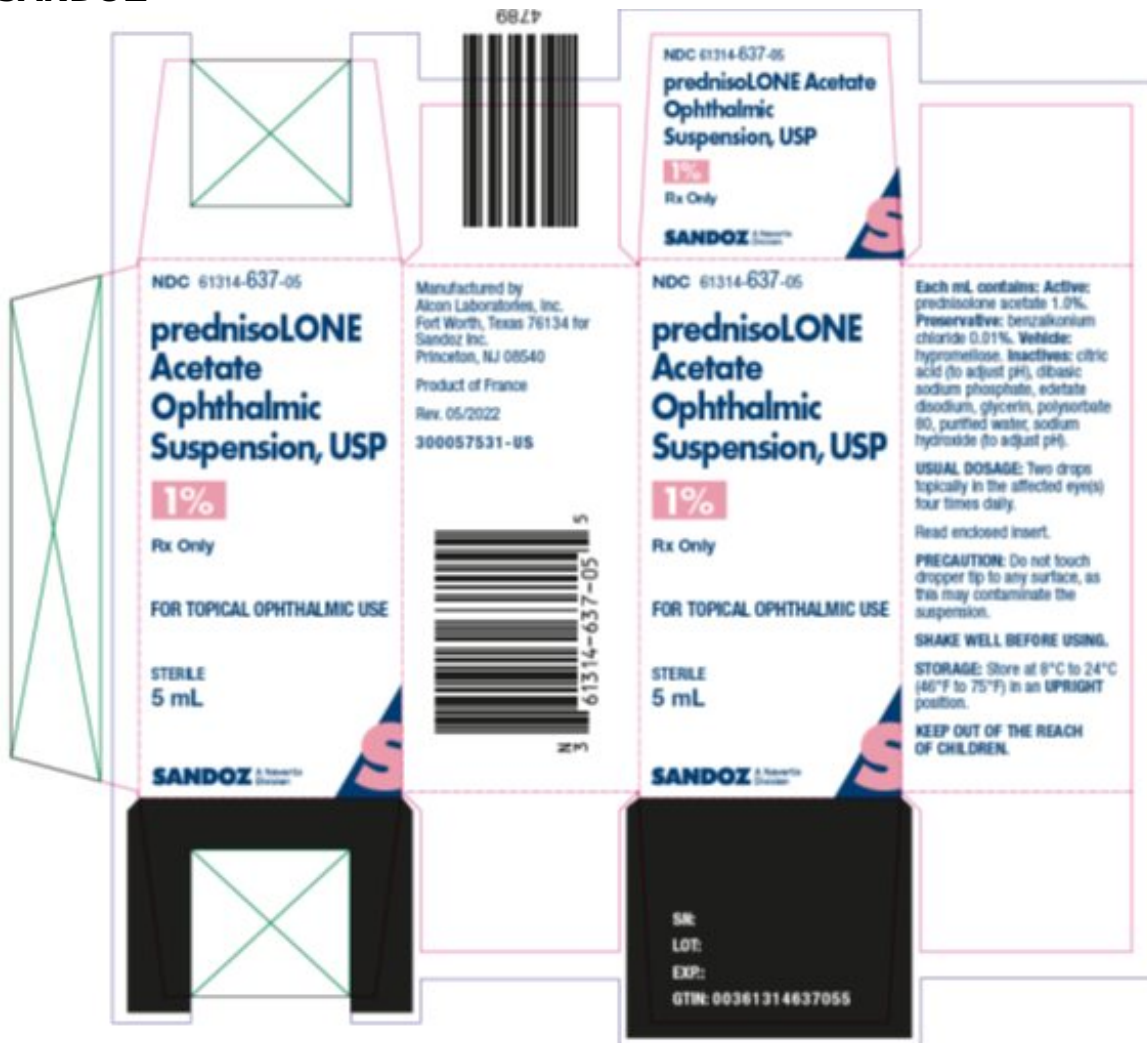 SANDOZ
4789
NDC 61314-637-05
prednisoLONE Acetate
Ophthalmic
Suspension, USP
1%
Rx Only
SANDOZ A Novartis
Division
S
NDC 61314-637-05
prednisoLONE
Acetate
Ophthalmic
Suspension, USP
1%
Rx Only
FOR TOPICAL OPHTHALMIC USE
STERILE
5 mL
SANDOZ A Novartis
Division
S
Manufactured by
Alcon Laboratories, Inc.
Fort Worth, Texas 76134 for
Sandoz Inc.
Princeton, NJ 08540
Product of France
Rev. 05/2022
300057531-US
N
3 61314-637-05 5
NDC 61314-637-05
prednisoLONE
Acetate
Ophthalmic
Suspension, USP
1%
Rx Only
FOR TOPICAL OPHTHALMIC USE
STERILE
5 mL
SANDOZ A Novartis
Division
S
Each mL contains: Active:
prednisolone acetate 1.0%.
Preservative: benzalkonium
chloride 0.01%. Vehicle:
hypromellose. Inactives: citric
acid (to adjust pH), dibasic
sodium phosphate, edetate
disodium, glycerin, polysorbate
80, purified water, sodium
hydroxide (to adjust pH).
USUAL DOSAGE: Two drops
topically in the affected eye(s)
four times daily.
Read enclosed insert.
PRECAUTION: Do not touch
dropper tip to any surface, as
this may contaminate the
suspension.
SHAKE WELL BEFORE USING.
STORAGE: Store at 8°C to 24°C
(46°F to 75°F) in an UPRIGHT
position.
KEEP OUT OF THE REACH
OF CHILDREN.
SN:
LOT:
EXP.:
GTIN: 00361314637055